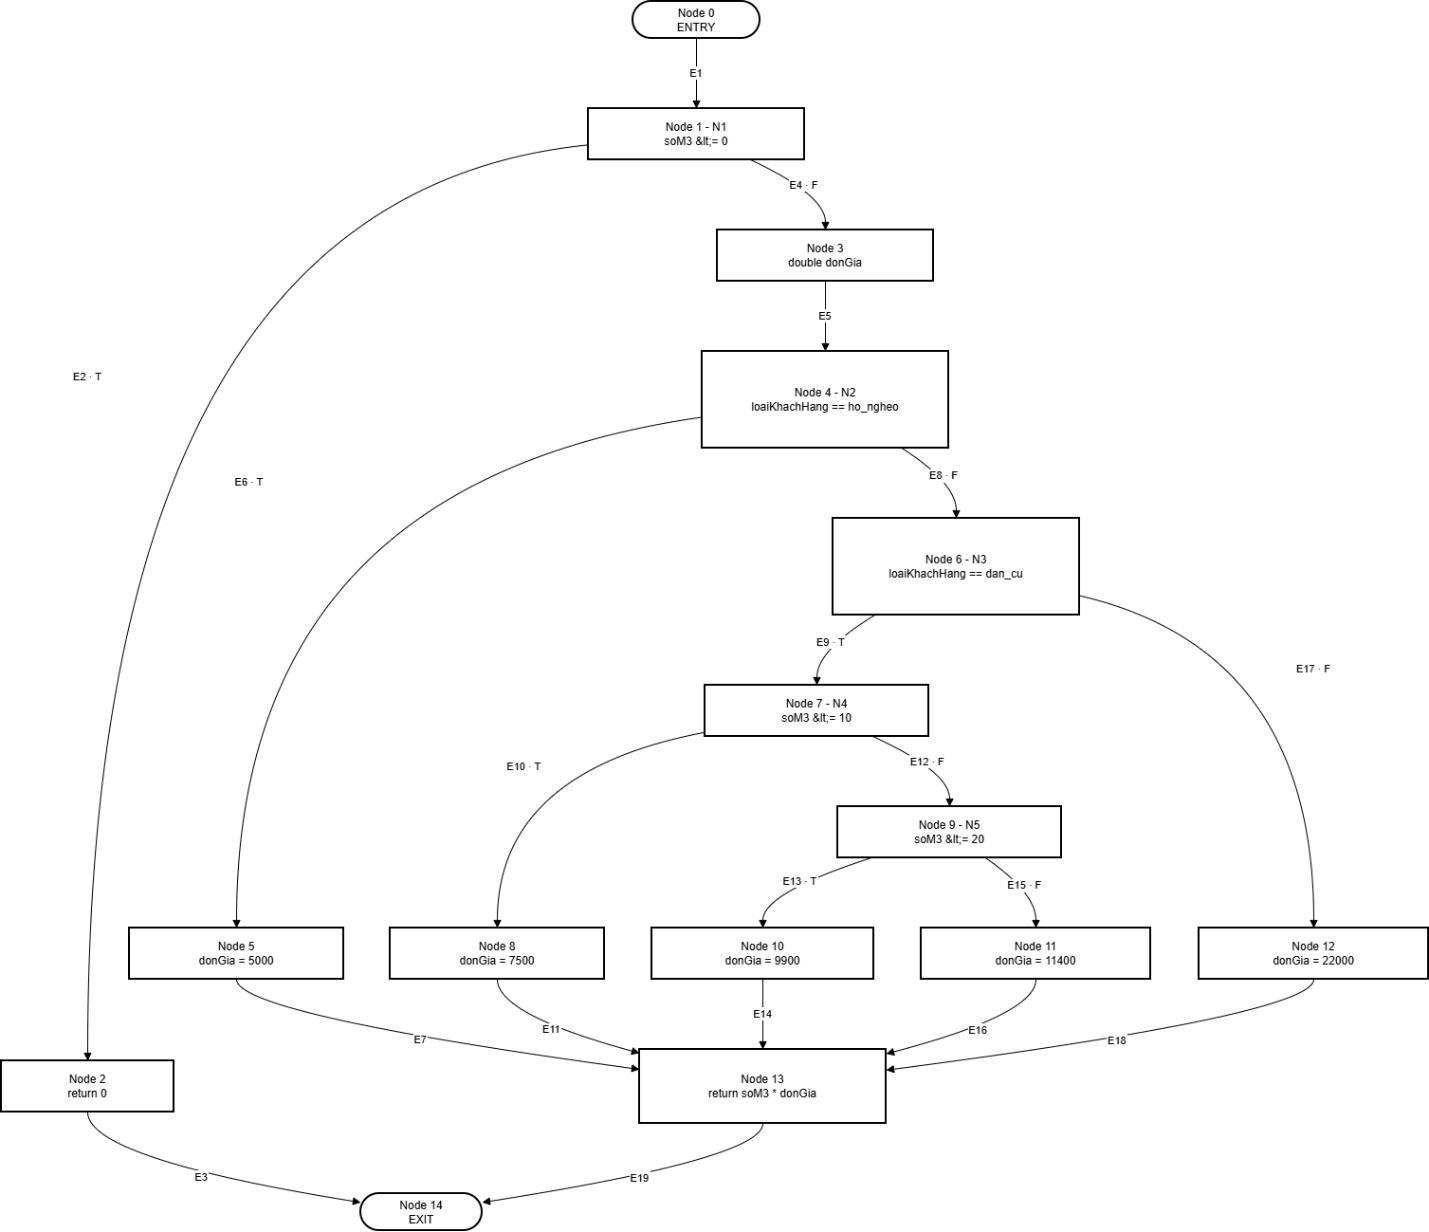 Node 0
ENTRY
E1
Node 1 - N1
soM3 &lt;= 0
E4 · F
Node 3
double donGia
E5
E2 · T
Node 4 - N2
loaiKhachHang == ho_ngheo
E6 · T
E8 · F
Node 6 - N3
loaiKhachHang == dan_cu
E9 · T
E17 · F
Node 7 - N4
soM3 &lt;= 10
E10 · T
E12 · F
Node 9 - N5
soM3 &lt;= 20
E13 · T
E15 · F
Node 5
donGia = 5000
Node 8
donGia = 7500
Node 10
donGia = 9900
Node 11
donGia = 11400
Node 12
donGia = 22000
E7
E11
E14
E16
E18
Node 2
return 0
Node 13
return soM3 * donGia
E3
E19
Node 14
EXIT